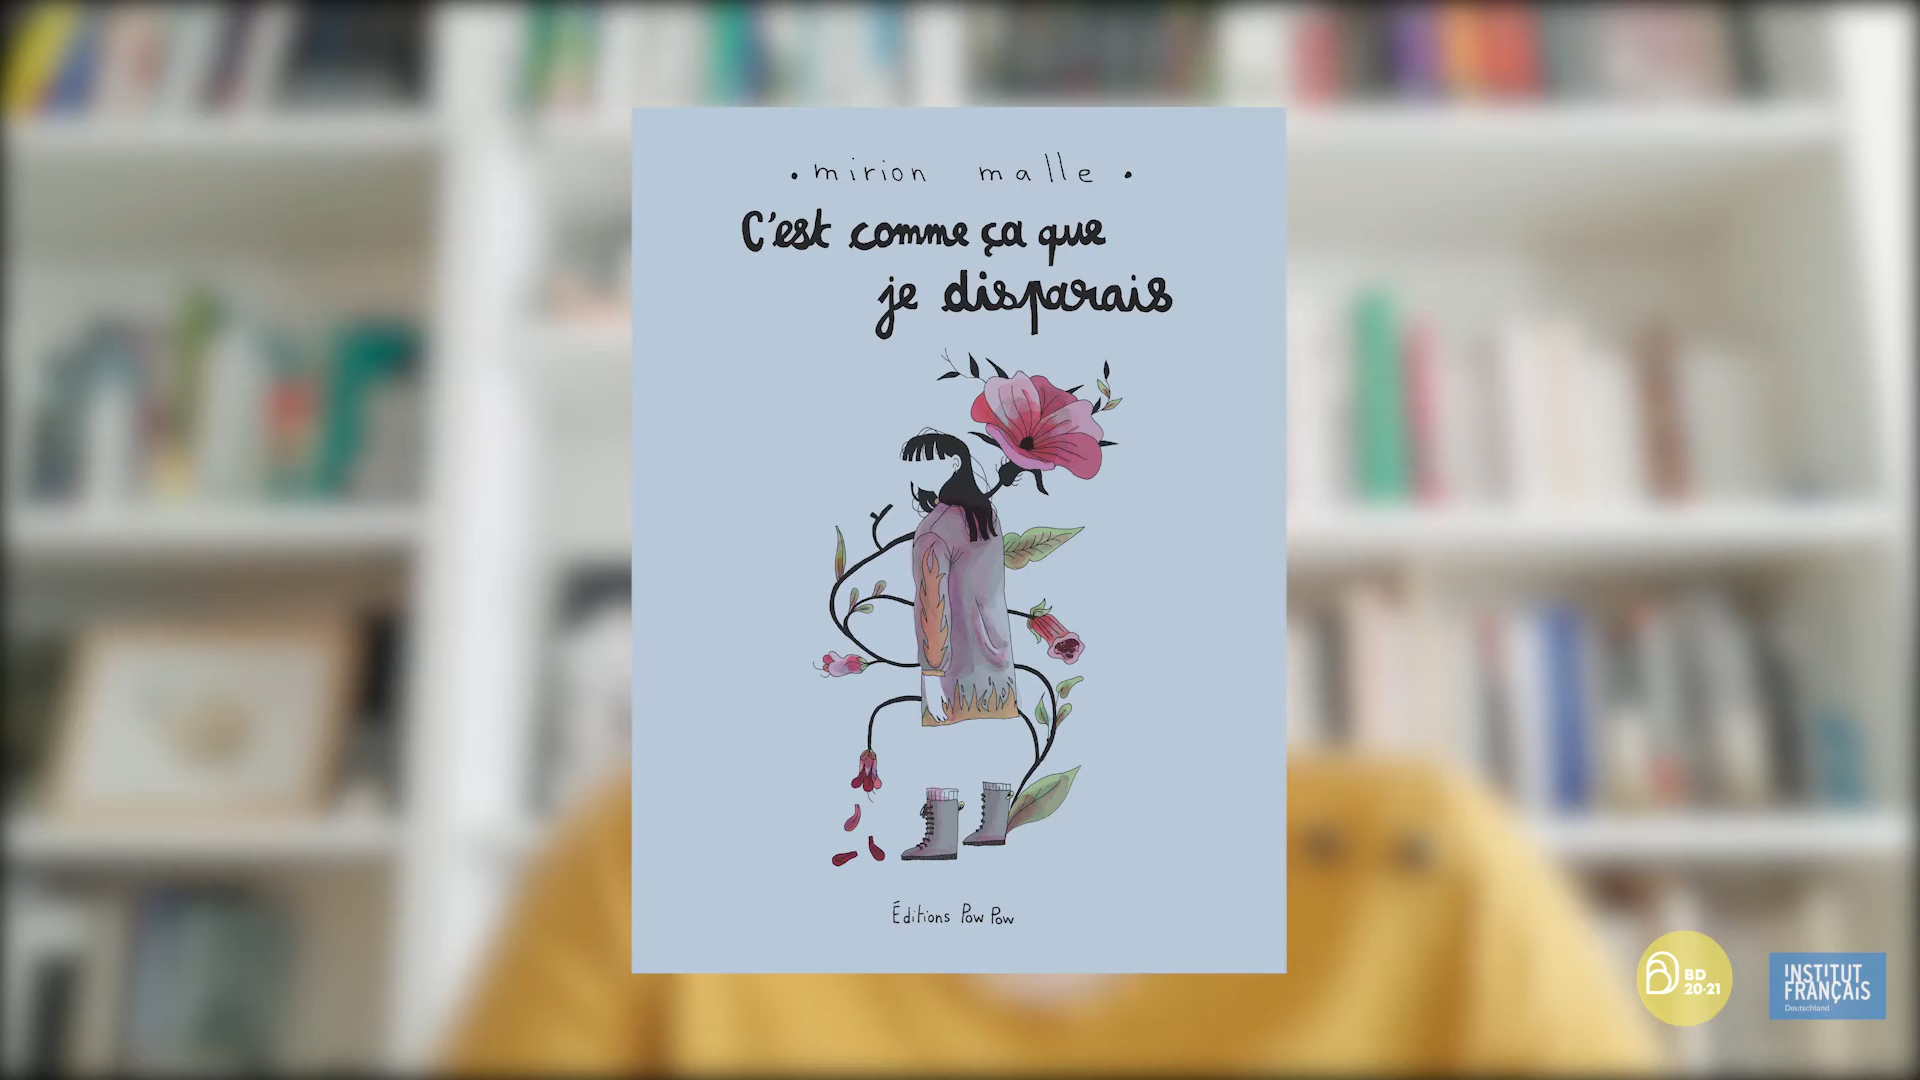 • mirion malle •
C'est comme ça que
je disparais
Éditions Pow Pow
BD
20·21
INSTITUT
FRANÇAIS
Deutschland